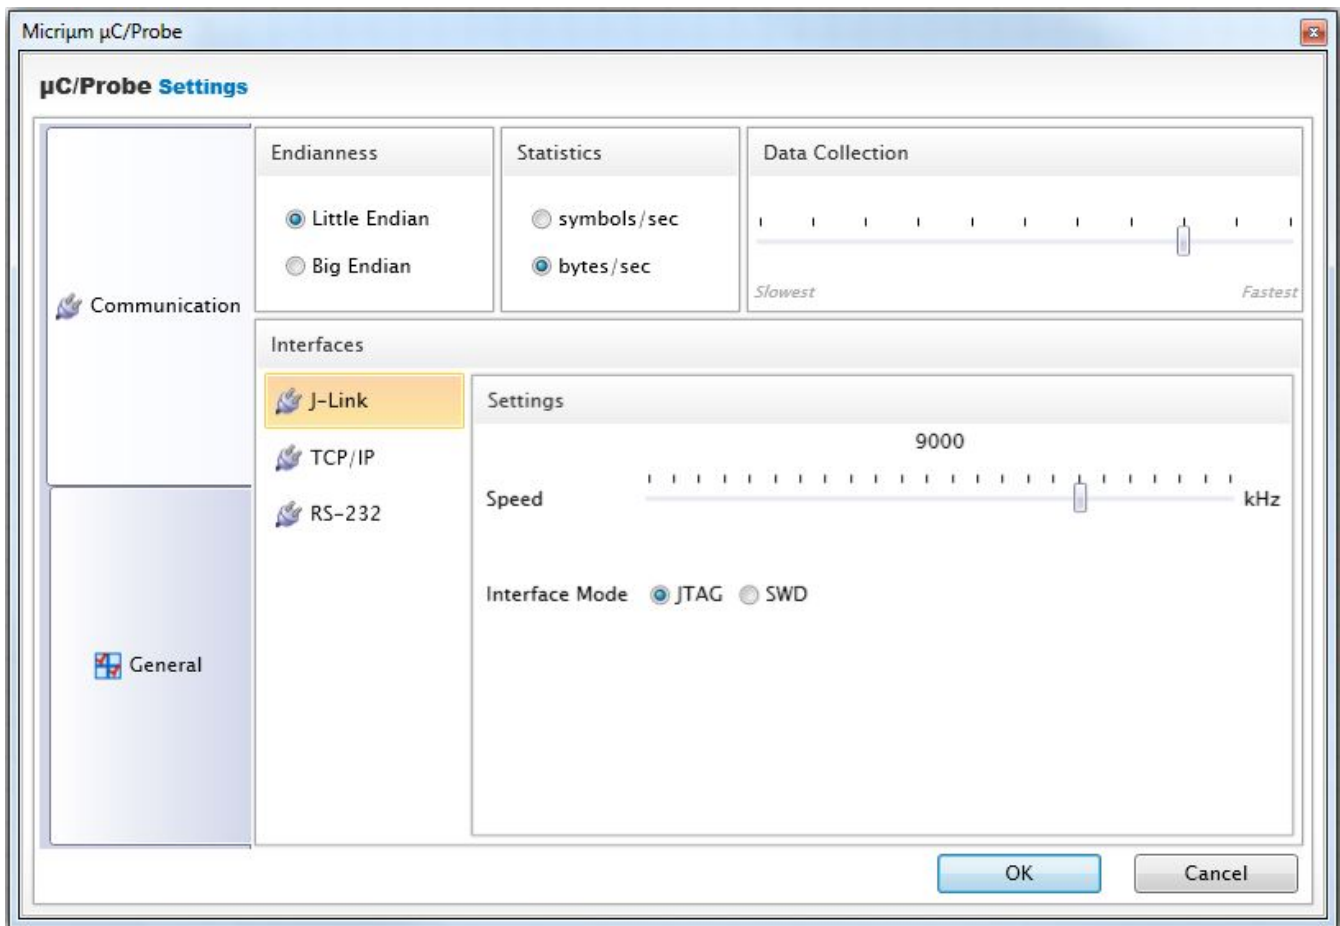 Micriµm µC/Probe
µC/Probe Settings
Communication
General
Endianness
Little Endian
Big Endian
Statistics
symbols/sec
bytes/sec
Data Collection
Slowest
Fastest
Interfaces
J-Link
TCP/IP
RS-232
Settings
9000
Speed
kHz
Interface Mode JTAG SWD
OK
Cancel